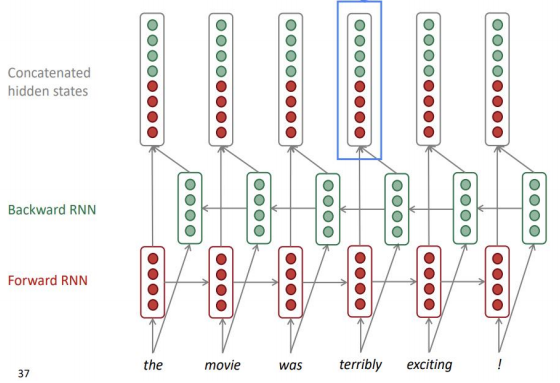 Concatenated
hidden states
Backward RNN
Forward RNN
the movie was terribly exciting !
37